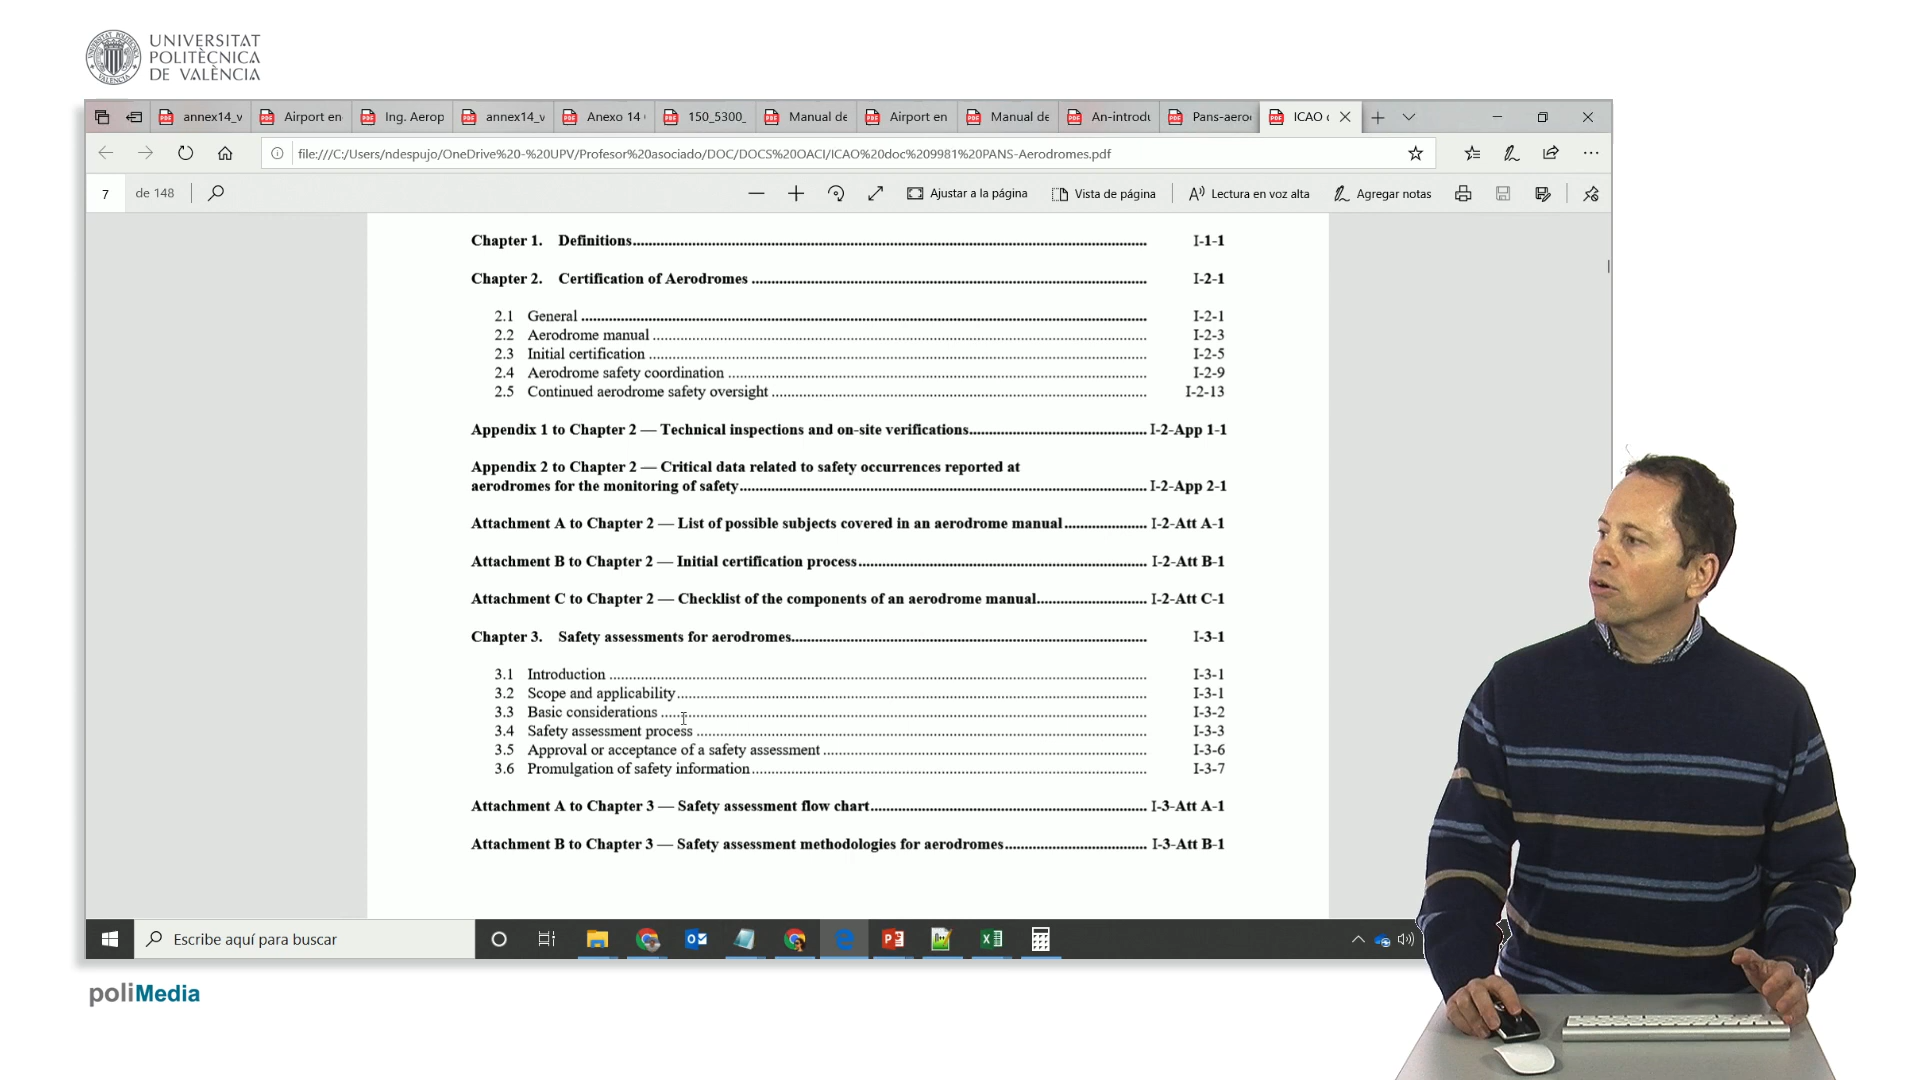 UNIVERSITAT
POLITÈCNICA
DE VALÈNCIA
annex14_v
Airport en
Ing. Aerop
annex14_v
Anexo 14
150_5300_
Manual de
Airport en
Manual de
An-introdu
Pans-aero
ICAO
file:///C:/Users/ndespujo/OneDrive%20-%20UPV/Profesor%20asociado/DOC/DOCS%20OACI/ICAO%20doc%209981%20PANS-Aerodromes.pdf
7 de 148 Ajustar a la página Vista de página Lectura en voz alta Agregar notas
Chapter 1. Definitions I-1-1
Chapter 2. Certification of Aerodromes I-2-1
2.1 General I-2-1
2.2 Aerodrome manual I-2-3
2.3 Initial certification I-2-5
2.4 Aerodrome safety coordination I-2-9
2.5 Continued aerodrome safety oversight I-2-13
Appendix 1 to Chapter 2 — Technical inspections and on-site verifications I-2-App 1-1
Appendix 2 to Chapter 2 — Critical data related to safety occurrences reported at
aerodromes for the monitoring of safety I-2-App 2-1
Attachment A to Chapter 2 — List of possible subjects covered in an aerodrome manual I-2-Att A-1
Attachment B to Chapter 2 — Initial certification process I-2-Att B-1
Attachment C to Chapter 2 — Checklist of the components of an aerodrome manual I-2-Att C-1
Chapter 3. Safety assessments for aerodromes I-3-1
3.1 Introduction I-3-1
3.2 Scope and applicability I-3-1
3.3 Basic considerations I-3-2
3.4 Safety assessment process I-3-3
3.5 Approval or acceptance of a safety assessment I-3-6
3.6 Promulgation of safety information I-3-7
Attachment A to Chapter 3 — Safety assessment flow chart I-3-Att A-1
Attachment B to Chapter 3 — Safety assessment methodologies for aerodromes I-3-Att B-1
Escribe aquí para buscar
poliMedia